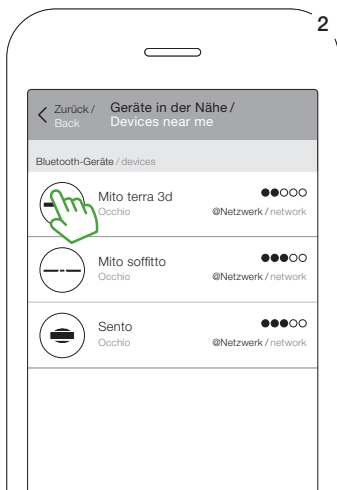 2
Zurück / Geräte in der Nähe /
Back Devices near me
Bluetooth-Geräte / devices
Mito terra 3d
Occhio @Netzwerk / network
Mito soffitto
Occhio @Netzwerk / network
Sento
Occhio @Netzwerk / network